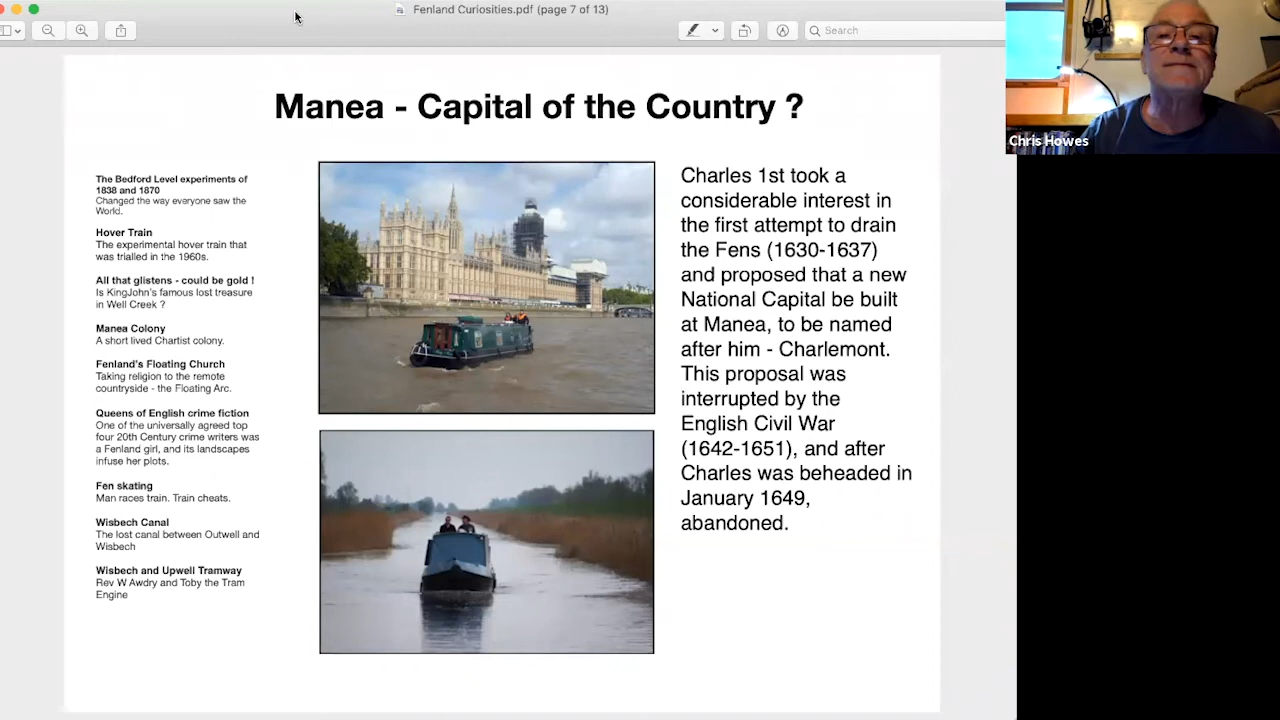 Fenland Curiosities.pdf (page 7 of 13)
Search
Manea - Capital of the Country ?
The Bedford Level experiments of
1838 and 1870
Changed the way everyone saw the
World.
Hover Train
The experimental hover train that
was trialled in the 1960s.
All that glistens - could be gold !
Is KingJohn's famous lost treasure
in Well Creek ?
Manea Colony
A short lived Chartist colony.
Fenland's Floating Church
Taking religion to the remote
countryside - the Floating Arc.
Queens of English crime fiction
One of the universally agreed top
four 20th Century crime writers was
a Fenland girl, and its landscapes
infuse her plots.
Fen skating
Man races train. Train cheats.
Wisbech Canal
The lost canal between Outwell and
Wisbech
Wisbech and Upwell Tramway
Rev W Awdry and Toby the Tram
Engine
Charles 1st took a
considerable interest in
the first attempt to drain
the Fens (1630-1637)
and proposed that a new
National Capital be built
at Manea, to be named
after him - Charlemont.
This proposal was
interrupted by the
English Civil War
(1642-1651), and after
Charles was beheaded in
January 1649,
abandoned.
Chris Howes